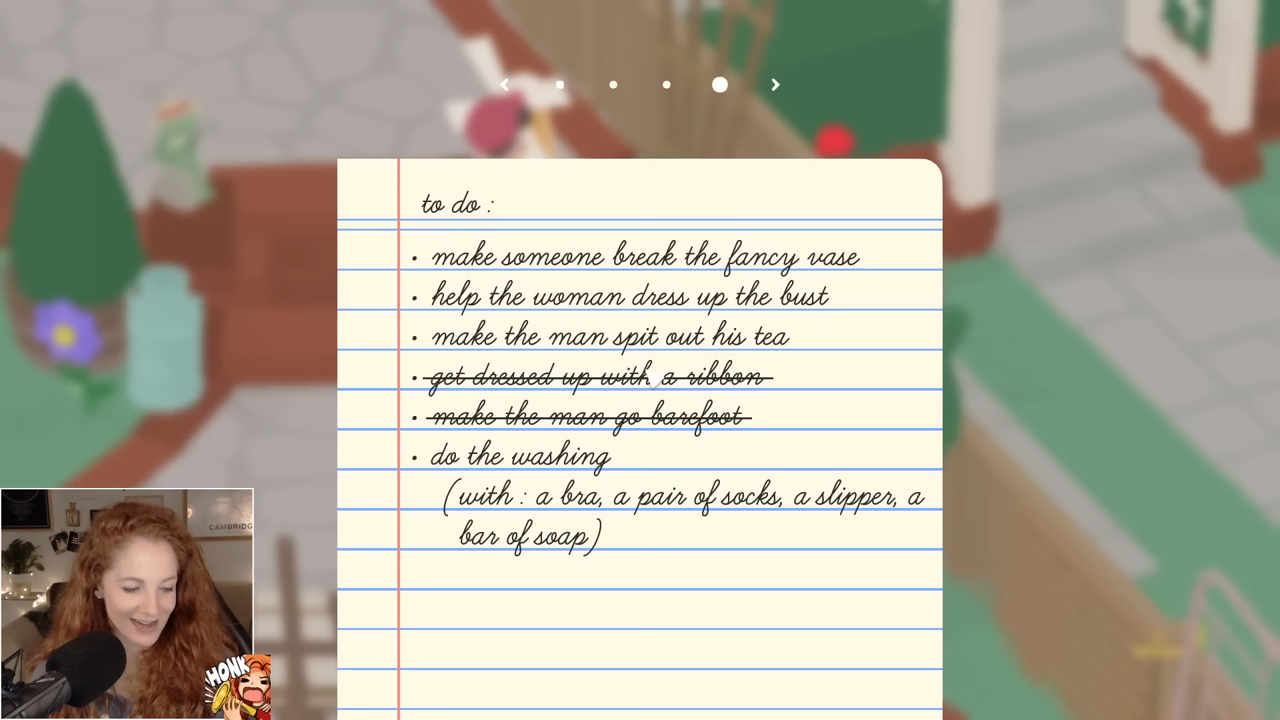 to do :
• make someone break the fancy vase
• help the woman dress up the bust
• make the man spit out his tea
• get dressed up with a ribbon
• make the man go barefoot
• do the washing
(with : a bra, a pair of socks, a slipper, a
bar of soap)
CAMBRIDG
HONK